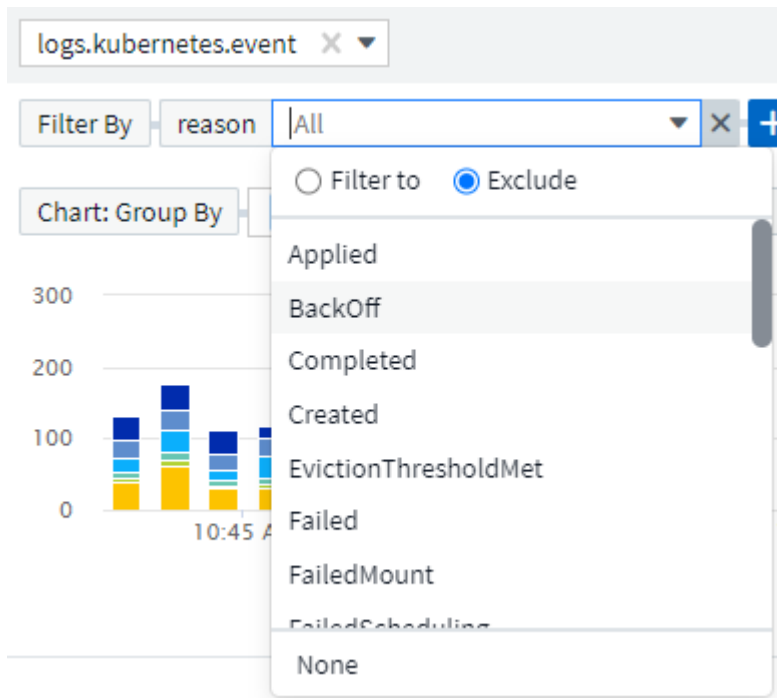 logs.kubernetes.event
Filter By reason All
Filter to Exclude
Chart: Group By
Applied
300
BackOff
200
Completed
Created
100
EvictionThresholdMet
0
Failed
10:45 A
FailedMount
FailedScheduling
None